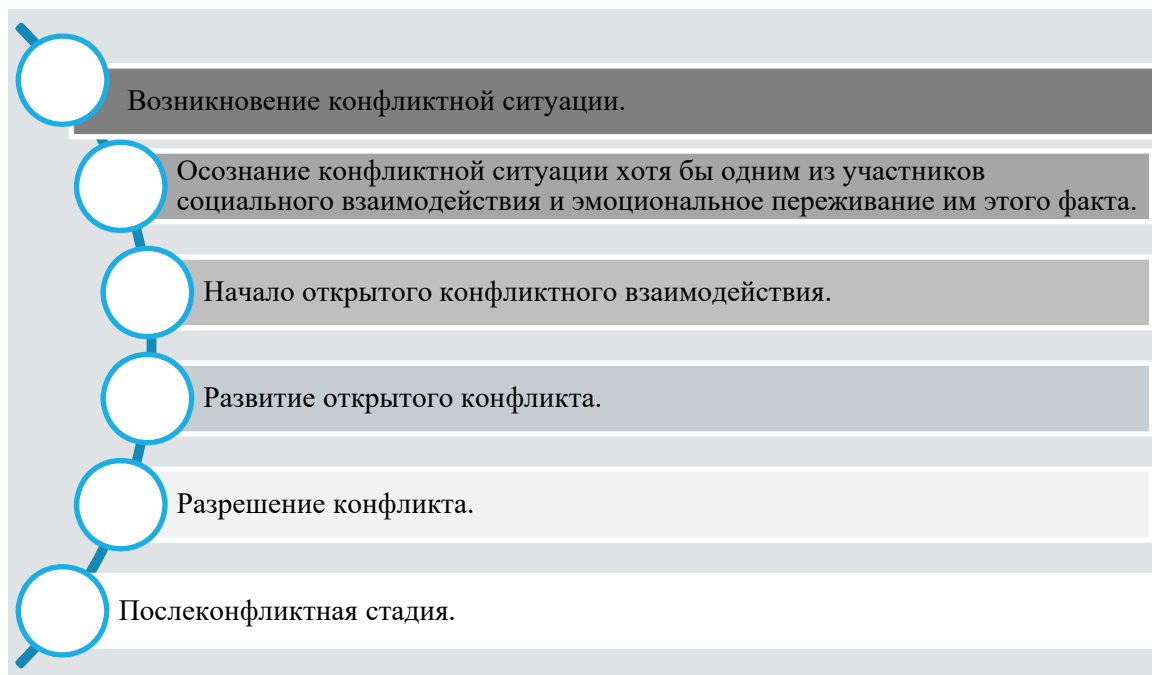 Возникновение конфликтной ситуации.
Осознание конфликтной ситуации хотя бы одним из участников
социального взаимодействия и эмоциональное переживание им этого факта.
Начало открытого конфликтного взаимодействия.
Развитие открытого конфликта.
Разрешение конфликта.
Послеконфликтная стадия.